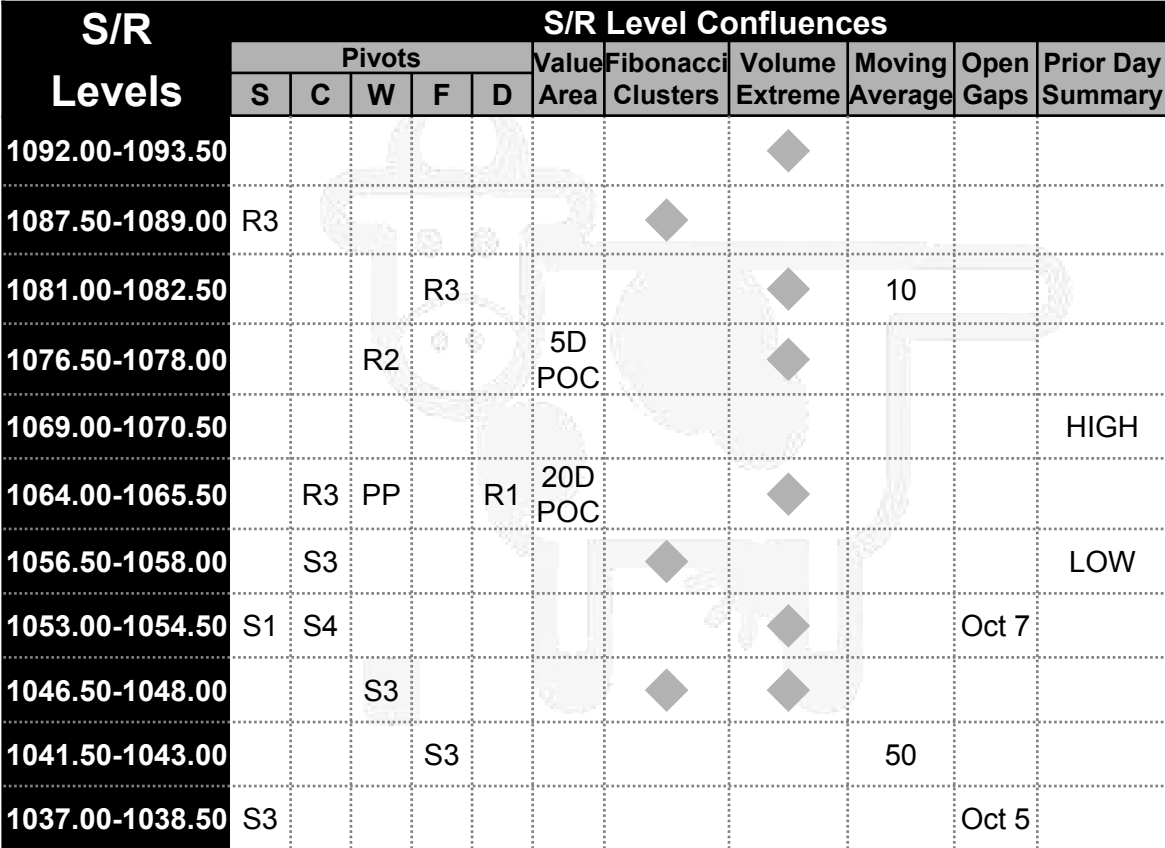 S/R Levels
S/R Level Confluences
Pivots
Value Area
Fibonacci Clusters
Volume Extreme
Moving Average
Open Gaps
Prior Day Summary
S C W F D
1092.00-1093.50
1087.50-1089.00 R3
1081.00-1082.50 R3 10
1076.50-1078.00 R2 5D POC
1069.00-1070.50 HIGH
1064.00-1065.50 R3 PP R1 20D POC
1056.50-1058.00 S3 LOW
1053.00-1054.50 S1 S4 Oct 7
1046.50-1048.00 S3
1041.50-1043.00 S3 50
1037.00-1038.50 S3 Oct 5